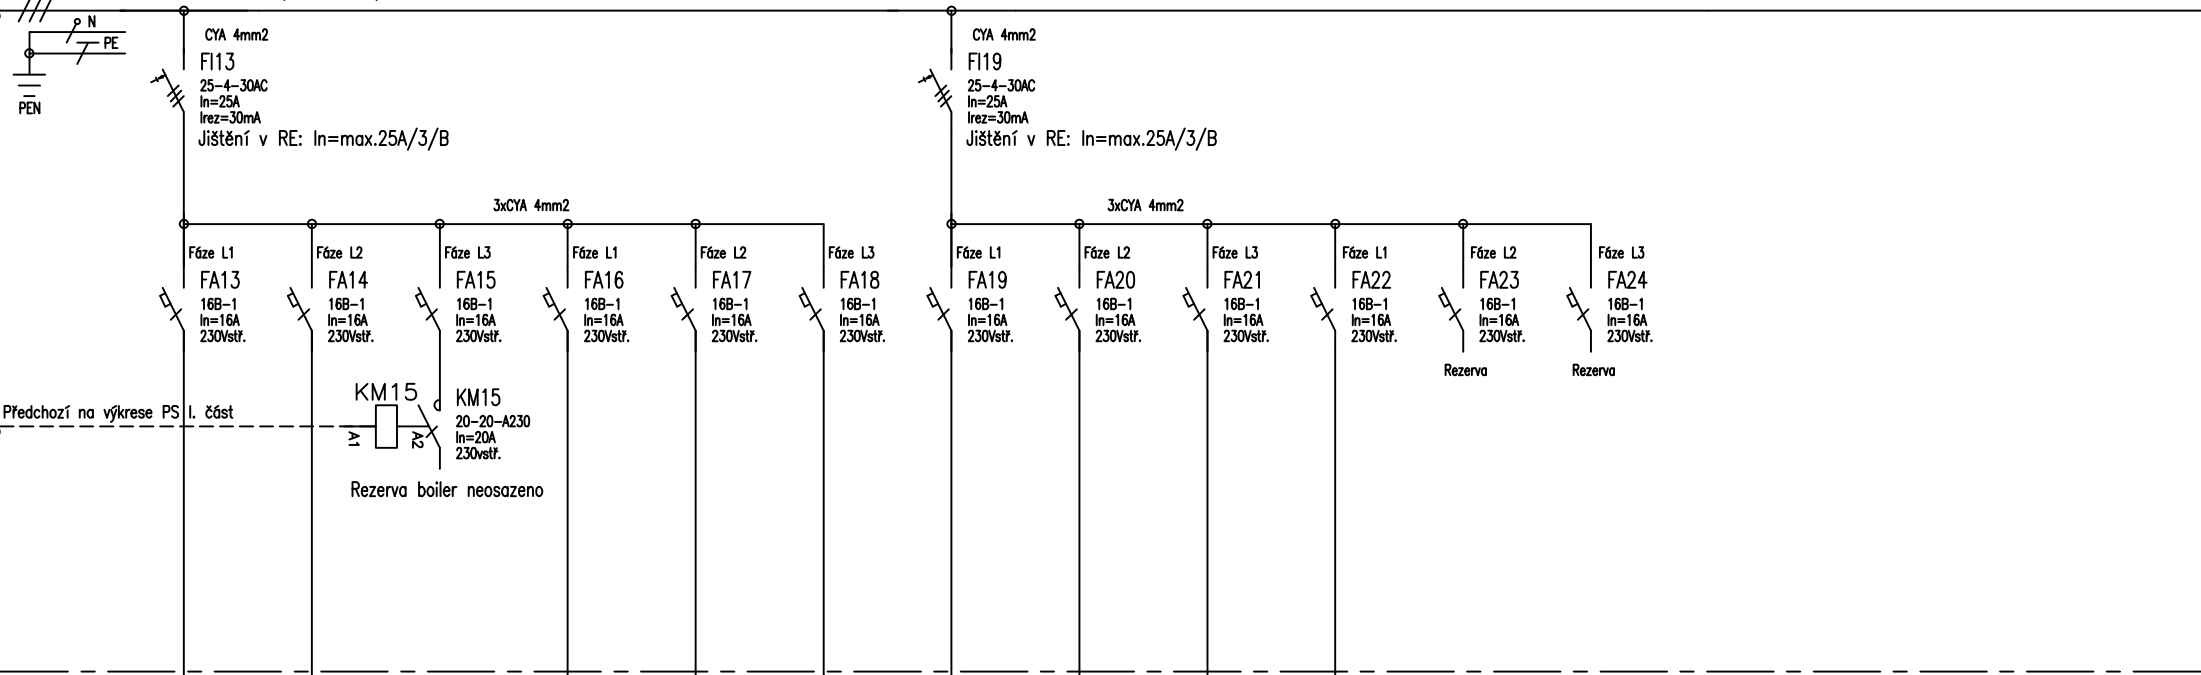 N
PE
PEN
CYA 4mm2
FI13
25-4-30AC
In=25A
Irez=30mA
Jištění v RE: In=max.25A/3/B
CYA 4mm2
FI19
25-4-30AC
In=25A
Irez=30mA
Jištění v RE: In=max.25A/3/B
3xCYA 4mm2
3xCYA 4mm2
Fáze L1
FA13
16B-1
In=16A
230Vstř.
Fáze L2
FA14
16B-1
In=16A
230Vstř.
Fáze L3
FA15
16B-1
In=16A
230Vstř.
Fáze L1
FA16
16B-1
In=16A
230Vstř.
Fáze L2
FA17
16B-1
In=16A
230Vstř.
Fáze L3
FA18
16B-1
In=16A
230Vstř.
Fáze L1
FA19
16B-1
In=16A
230Vstř.
Fáze L2
FA20
16B-1
In=16A
230Vstř.
Fáze L3
FA21
16B-1
In=16A
230Vstř.
Fáze L1
FA22
16B-1
In=16A
230Vstř.
Fáze L2
FA23
16B-1
In=16A
230Vstř.
Rezerva
Fáze L3
FA24
16B-1
In=16A
230Vstř.
Rezerva
Předchozí na výkrese PS I. část
KM15
A1
A2
KM15
20-20-A230
In=20A
230vstř.
Rezerva boiler neosazeno